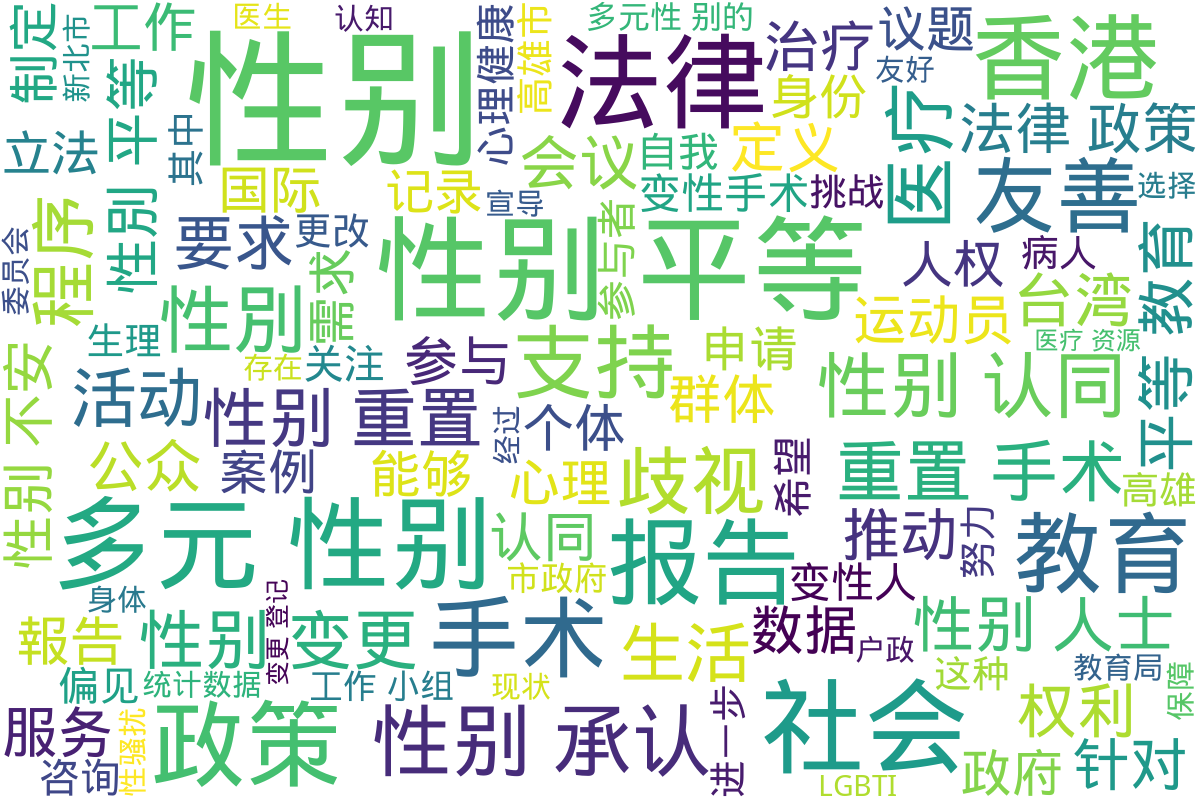 制定
新北市
工作
平等
医生
认知
多元性 别的
治疗
议题
香港
性别
法律
心理健康
高雄市
身份
友好
医疗
法律 政策
立法
其中
国际
记录
会议
自我
定义
变性手术
挑战
友善
选择
宣导
程序
性别
要求
更改
性别 平等
参与者
人权
病人
平等 教育
委员会
性別
需求
运动员
台湾
医疗 资源
生理
存在
关注
参与
支持
申请
性别 认同
性别 不安
活动
性别 重置
经过
个体
群体
公众
案例
能够
心理
歧视
希望
重置 手术
高雄
多元 性别
认同
报告
推动
努力
教育
市政府
身体
变更 登记
变性人
報告
性别
变更
手术
生活
数据
户政
性别 人士
偏见
统计数据
工作 小组
现状
这种
教育局
保障
服务
性骚扰
政策
性别 承认
进一步
社会
权利
咨询
LGBTI
政府
针对